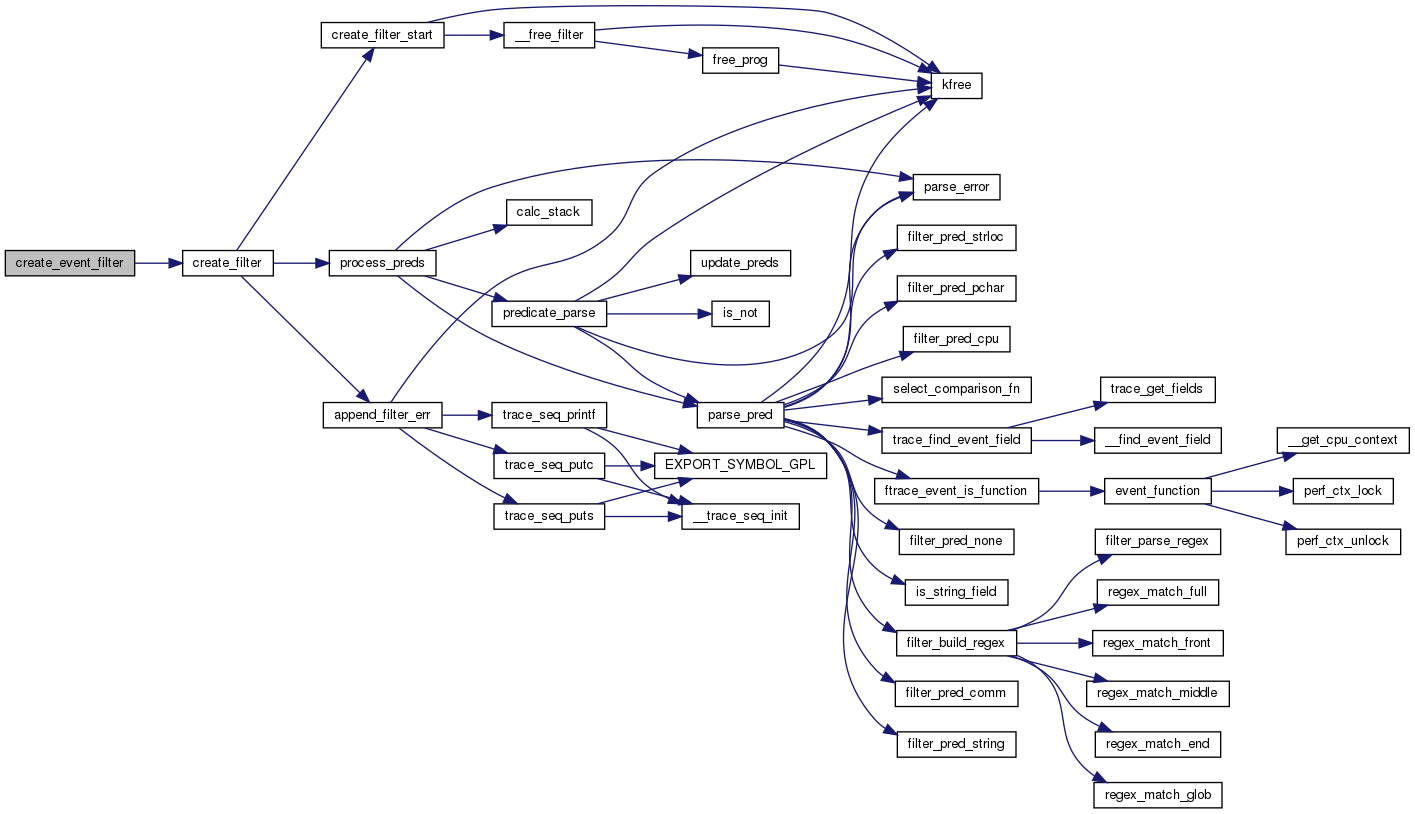 create_event_filter
create_filter
create_filter_start
process_preds
append_filter_err
__free_filter
calc_stack
predicate_parse
trace_seq_printf
trace_seq_putc
trace_seq_puts
free_prog
update_preds
is_not
parse_pred
EXPORT_SYMBOL_GPL
__trace_seq_init
kfree
parse_error
filter_pred_strloc
filter_pred_pchar
filter_pred_cpu
select_comparison_fn
trace_find_event_field
ftrace_event_is_function
filter_pred_none
is_string_field
filter_build_regex
filter_pred_comm
filter_pred_string
trace_get_fields
__find_event_field
event_function
filter_parse_regex
regex_match_full
regex_match_front
regex_match_middle
regex_match_end
regex_match_glob
__get_cpu_context
perf_ctx_lock
perf_ctx_unlock